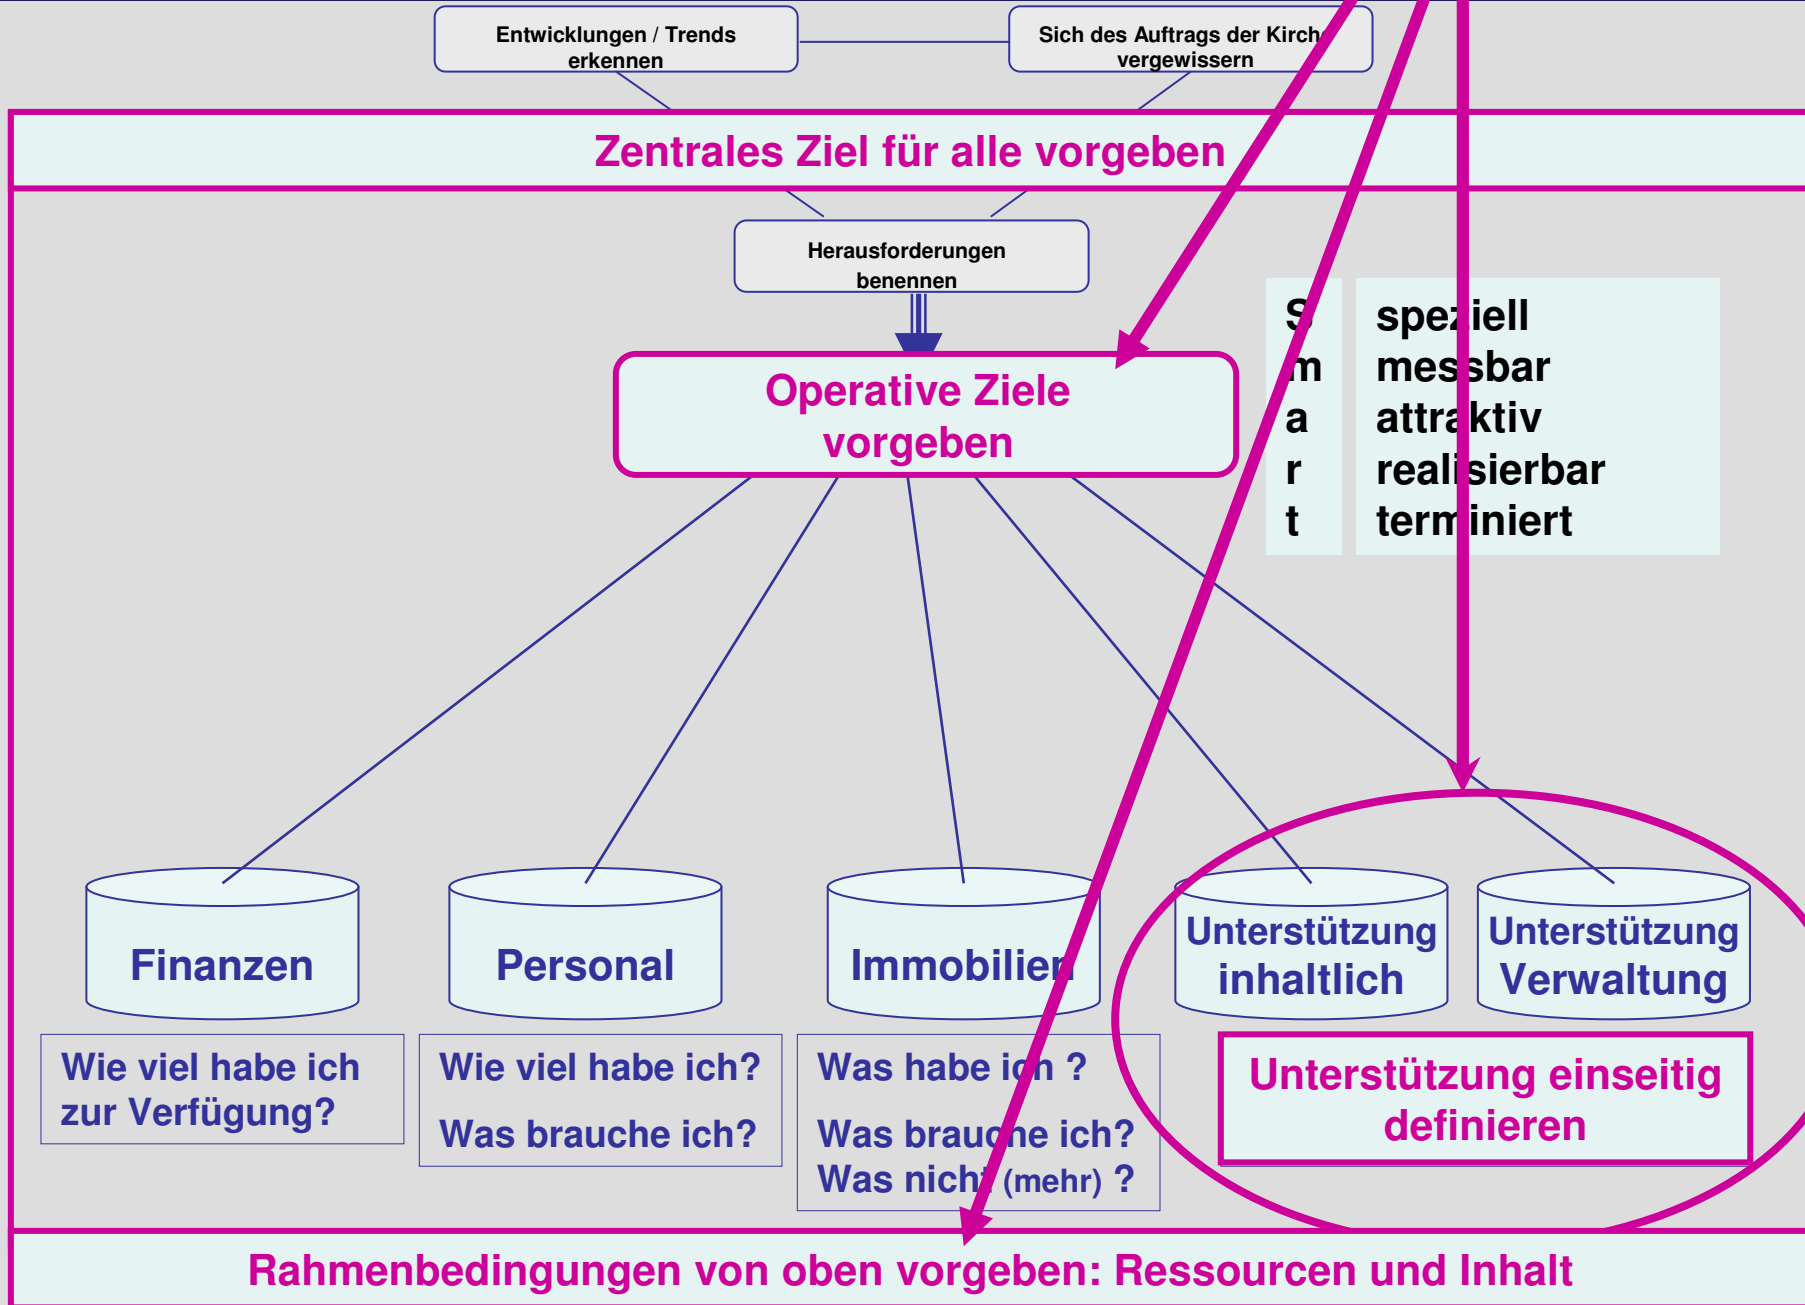 Entwicklungen / Trends
erkennen
Sich des Auftrags der Kirche
vergewissern
Zentrales Ziel für alle vorgeben
Herausforderungen
benennen
S speziell
m messbar
a attraktiv
r realisierbar
t terminiert
Operative Ziele
vorgeben
Finanzen
Personal
Immobilien
Unterstützung
inhaltlich
Unterstützung
Verwaltung
Wie viel habe ich
zur Verfügung?
Wie viel habe ich?
Was brauche ich?
Was habe ich ?
Was brauche ich?
Was nicht (mehr) ?
Unterstützung einseitig
definieren
Rahmenbedingungen von oben vorgeben: Ressourcen und Inhalt